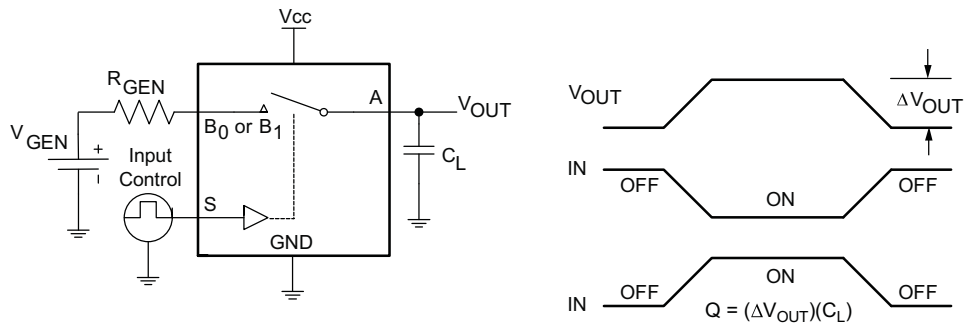 Vcc
RGEN
A
VOUT
B0 or B1
VGEN
+
–
Input
Control
CL
S
GND
VOUT
ΔVOUT
IN
OFF
ON
OFF
IN
OFF
ON
OFF
Q = (ΔVOUT)(CL)